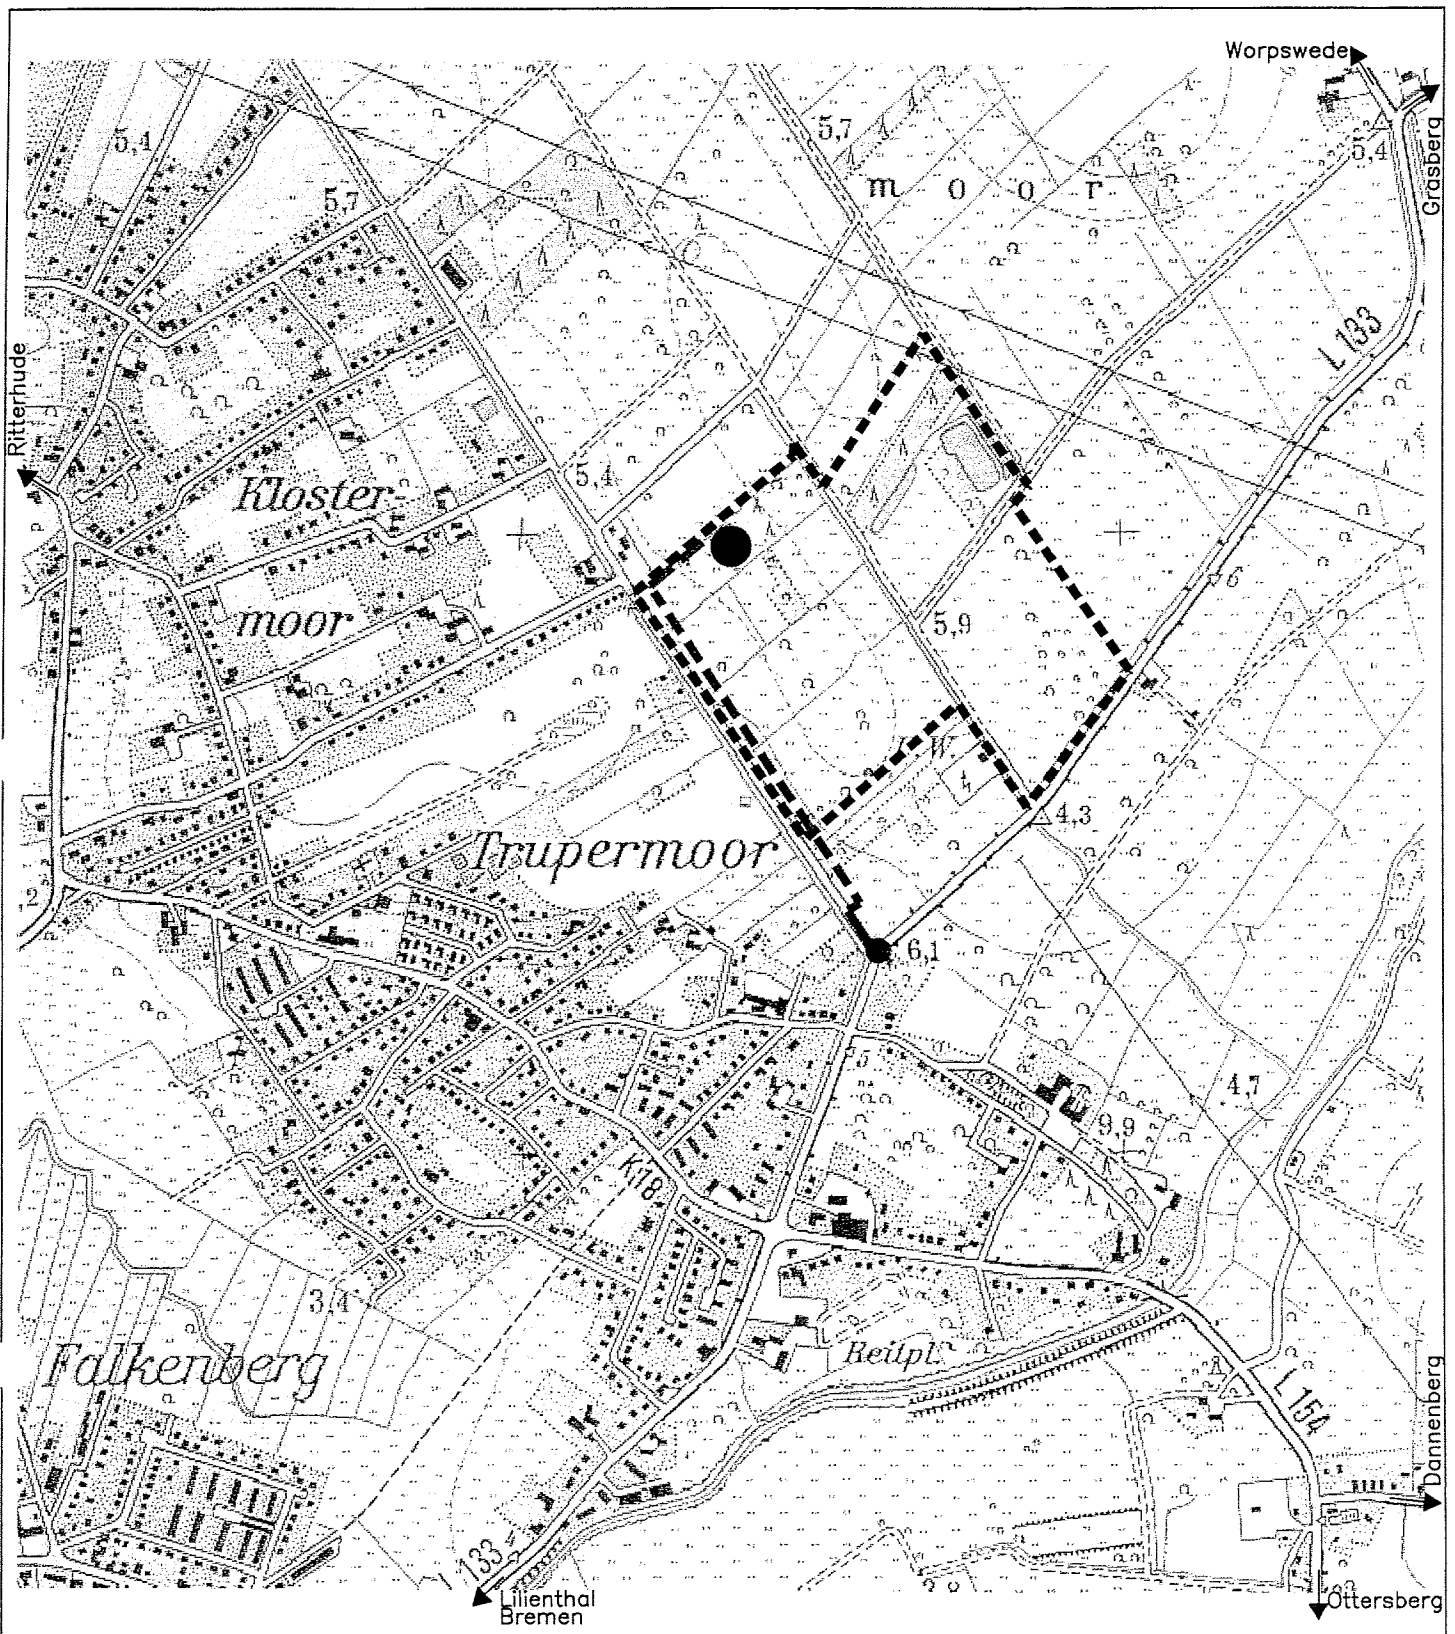 Worpswede
Grasberg
5,4
5,7
5,7
5,4
m o o r
L 133
Ritterhude
Kloster-
5,4
moor
5,9
W.
4,3
Trupermoor
,2
6,1
4,7
9,9
K 18
3,4
Falkenberg
Reitpl.
L 154
Dannenberg
133
Lilienthal
Bremen
Ottersberg